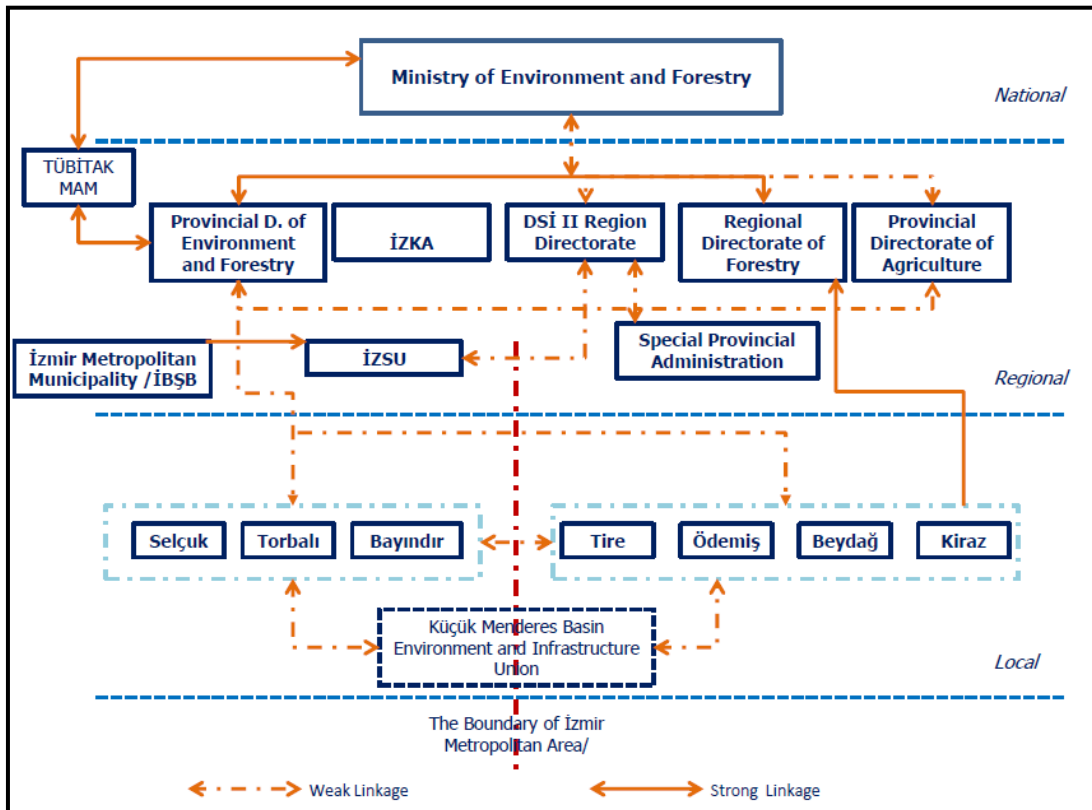 Ministry of Environment and Forestry
National
TÜBİTAK
MAM
Provincial D. of
Environment
and Forestry
İZKA
DSİ II Region
Directorate
Regional
Directorate of
Forestry
Provincial
Directorate of
Agriculture
İzmir Metropolitan
Municipality /İBŞB
İZSU
Special Provincial
Administration
Regional
Selçuk
Torbalı
Bayındır
Tire
Ödemiş
Beydağ
Kiraz
Küçük Menderes Basin
Environment and Infrastructure
Union
Local
The Boundary of İzmir
Metropolitan Area/
Weak Linkage
Strong Linkage